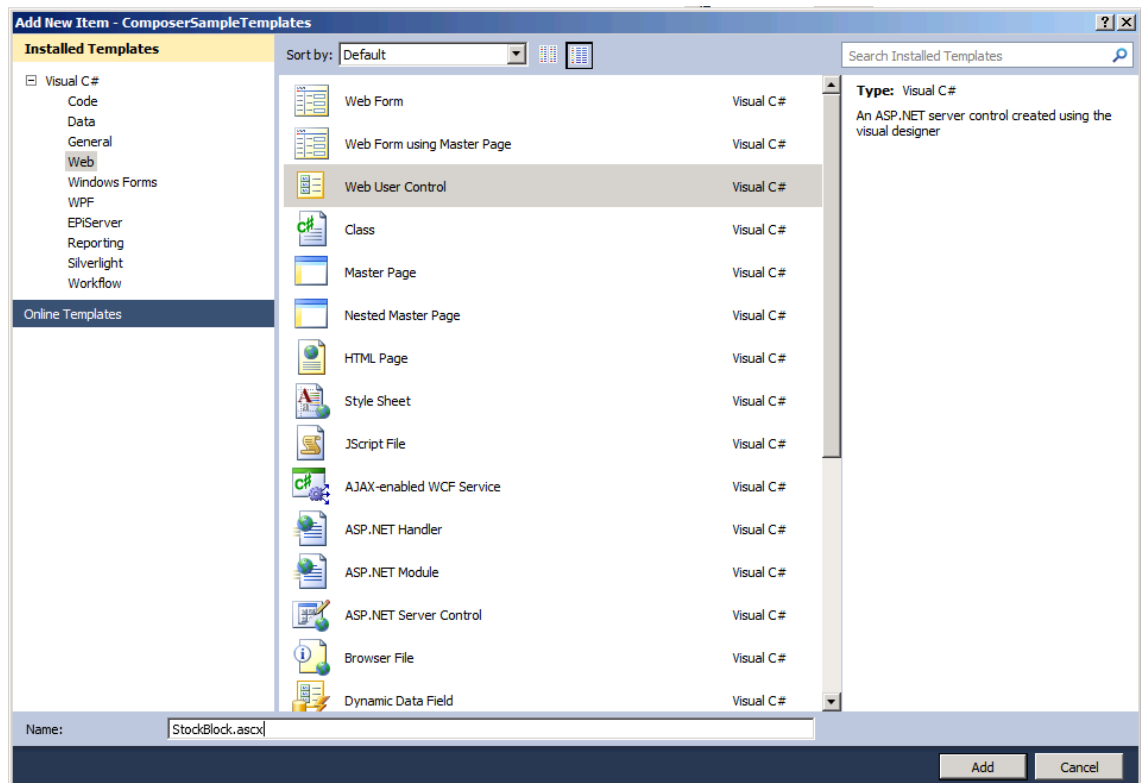 Add New Item - ComposerSampleTemplates
Installed Templates
Sort by: Default
Search Installed Templates
Visual C#
Code
Data
General
Web
Windows Forms
WPF
EPiServer
Reporting
Silverlight
Workflow
Online Templates
Web Form Visual C#
Web Form using Master Page Visual C#
Web User Control Visual C#
Class Visual C#
Master Page Visual C#
Nested Master Page Visual C#
HTML Page Visual C#
Style Sheet Visual C#
JScript File Visual C#
AJAX-enabled WCF Service Visual C#
ASP.NET Handler Visual C#
ASP.NET Module Visual C#
ASP.NET Server Control Visual C#
Browser File Visual C#
Dynamic Data Field Visual C#
Type: Visual C#
An ASP.NET server control created using the
visual designer
Name: StockBlock.ascx
Add Cancel